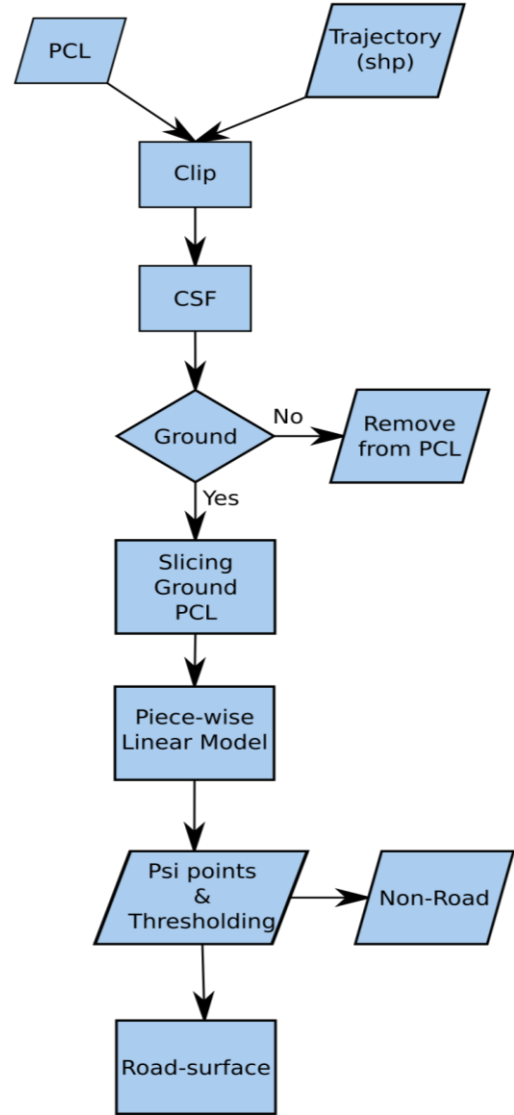 PCL
Trajectory
(shp)
Clip
CSF
Ground
No
Remove
from PCL
Yes
Slicing
Ground
PCL
Piece-wise
Linear Model
Psi points
&
Thresholding
Non-Road
Road-surface